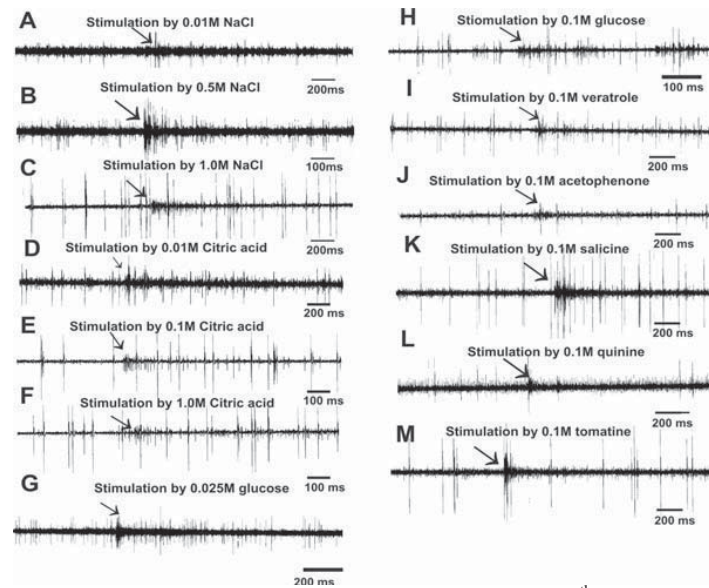 A
Stimulation by 0.01M NaCl
200ms
B
Stimulation by 0.5M NaCl
100ms
C
Stimulation by 1.0M NaCl
200ms
D
Stimulation by 0.01M Citric acid
200 ms
E
Stimulation by 0.1M Citric acid
100 ms
F
Stimulation by 1.0M Citric acid
100 ms
G
Stimulation by 0.025M glucose
200 ms
H
Stiomulation by 0.1M glucose
100 ms
I
Stimulation by 0.1M veratrole
200 ms
J
Stimulation by 0.1M acetophenone
200 ms
K
Stimulation by 0.1M salicine
200 ms
L
Stimulation by 0.1M quinine
200 ms
M
Stimulation by 0.1M tomatine
200 ms